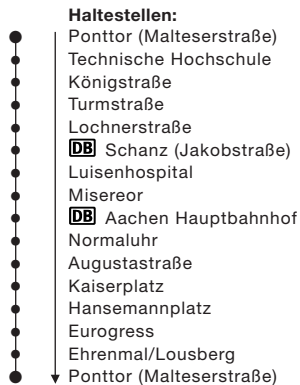 Haltestellen:
Ponttor (Malteserstraße)
Technische Hochschule
Königstraße
Turmstraße
Lochnerstraße
DB Schanz (Jakobstraße)
Luisenhospital
Misereor
DB Aachen Hauptbahnhof
Normaluhr
Augustastraße
Kaiserplatz
Hansemannplatz
Eurogress
Ehrenmal/Lousberg
Ponttor (Malteserstraße)